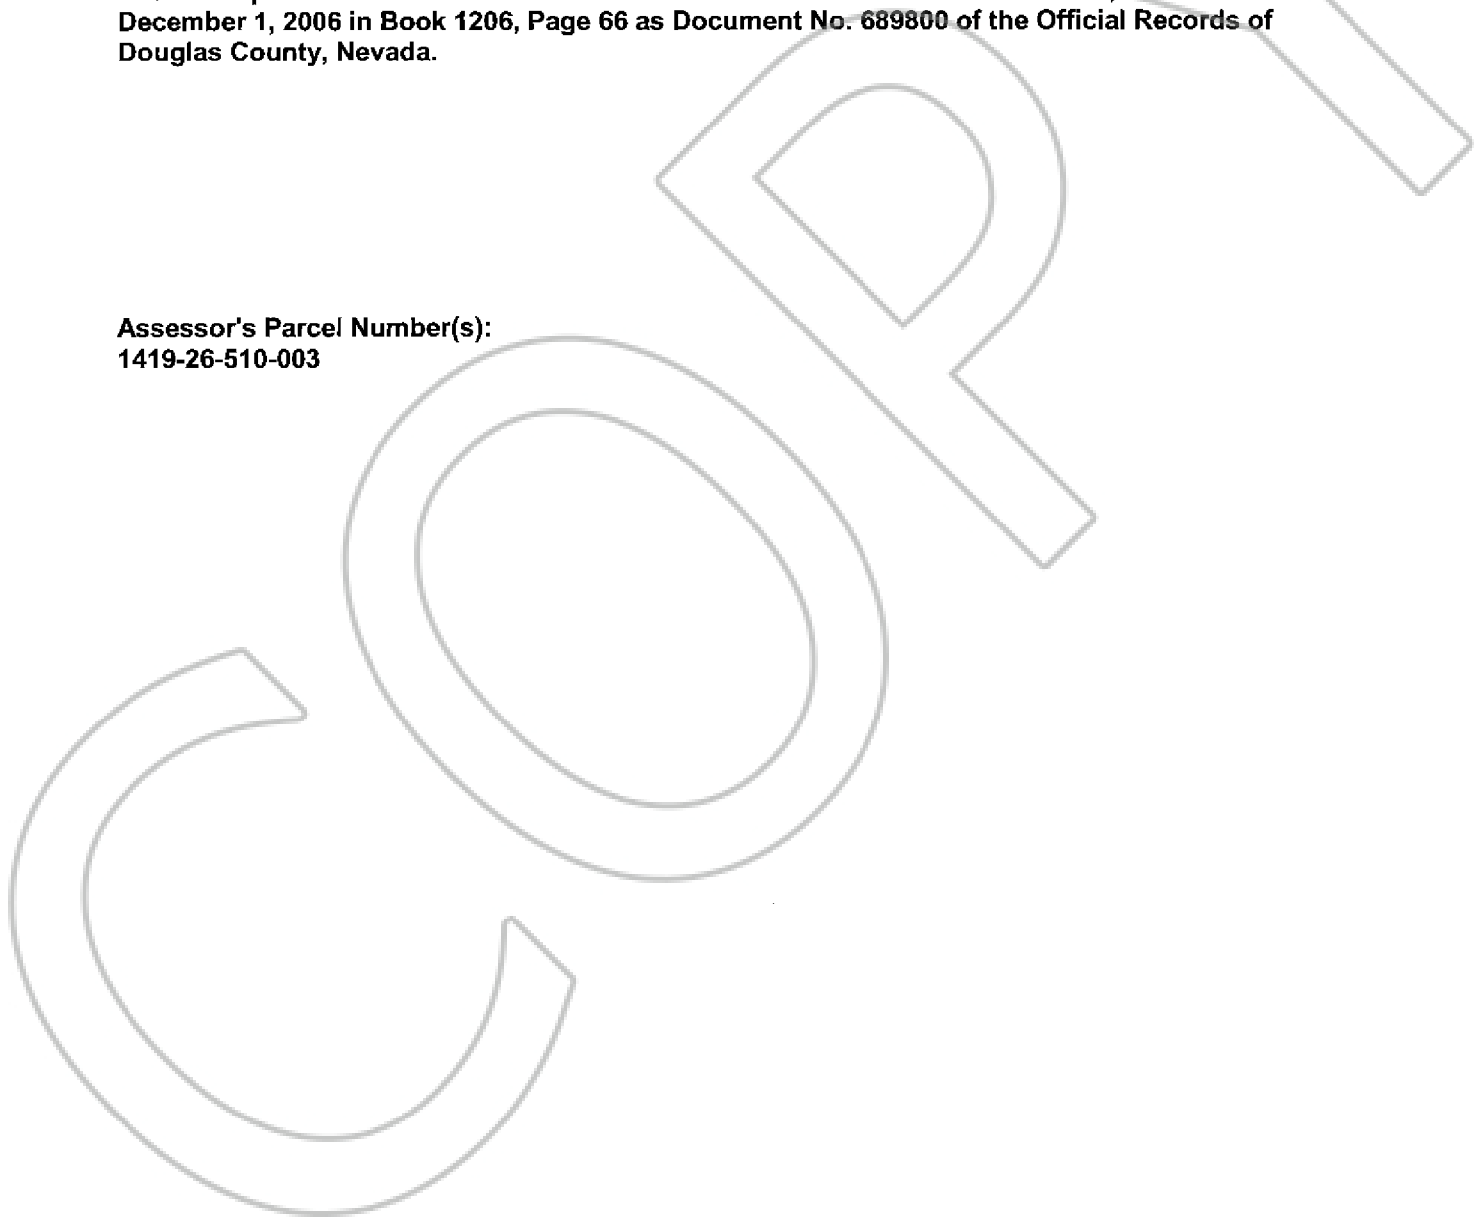 December 1, 2006 in Book 1206, Page 66 as Document No. 689800 of the Official Records of
Douglas County, Nevada.
Assessor's Parcel Number(s):
1419-26-510-003
COPY